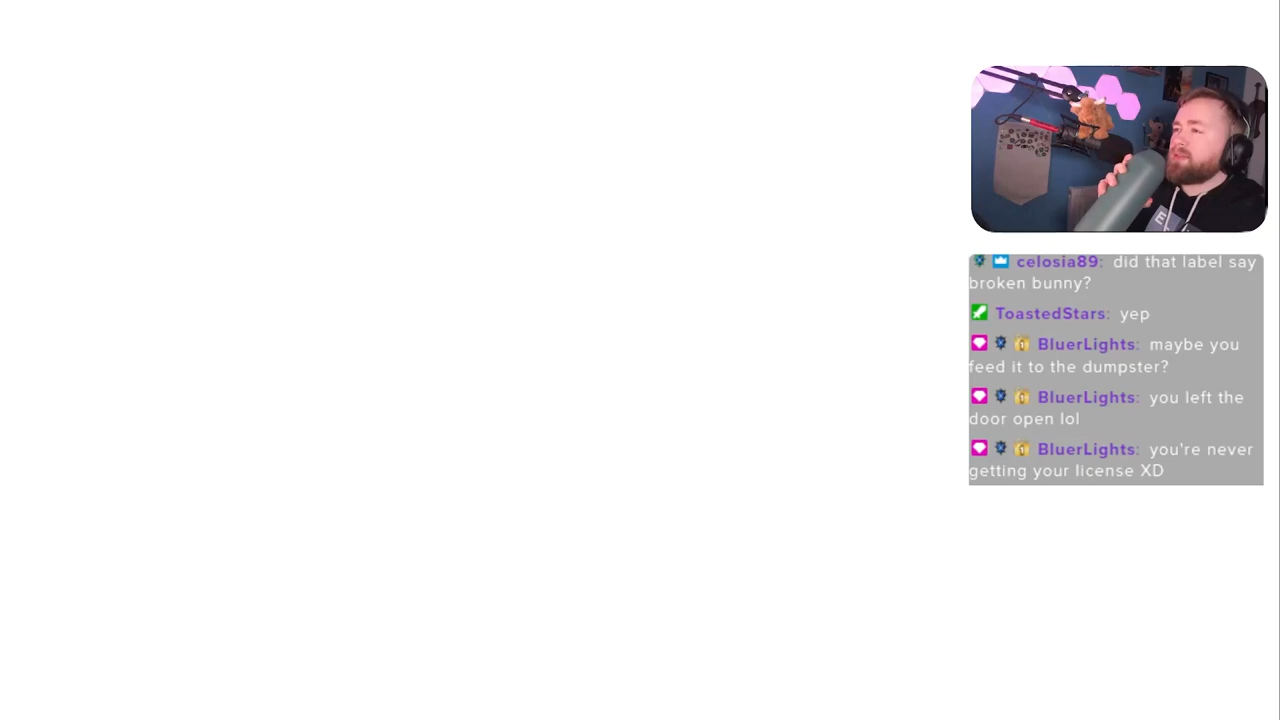 celosia89: did that label say
broken bunny?
ToastedStars: yep
BluerLights: maybe you
feed it to the dumpster?
BluerLights: you left the
door open lol
BluerLights: you're never
getting your license XD